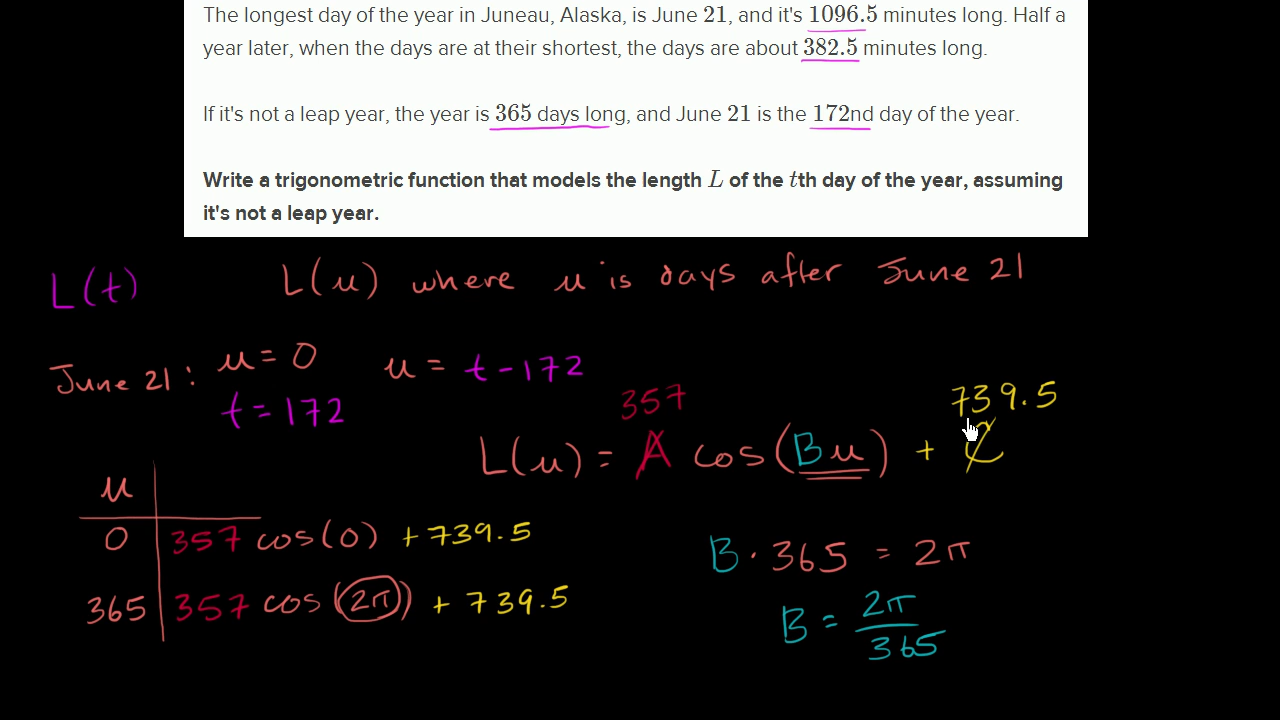 The longest day of the year in Juneau, Alaska, is June 21, and it's 1096.5 minutes long. Half a
year later, when the days are at their shortest, the days are about 382.5 minutes long.
If it's not a leap year, the year is 365 days long, and June 21 is the 172nd day of the year.
Write a trigonometric function that models the length L of the tth day of the year, assuming
it's not a leap year.
L(t) L(u) where u is days after June 21
June 21: u = 0 u = t - 172
t = 172
357 739.5
L(u) = A cos(Bu) + C
u
0 357 cos(0) + 739.5
B · 365 = 2π
365 357 cos(2π) + 739.5
B = 2π/365